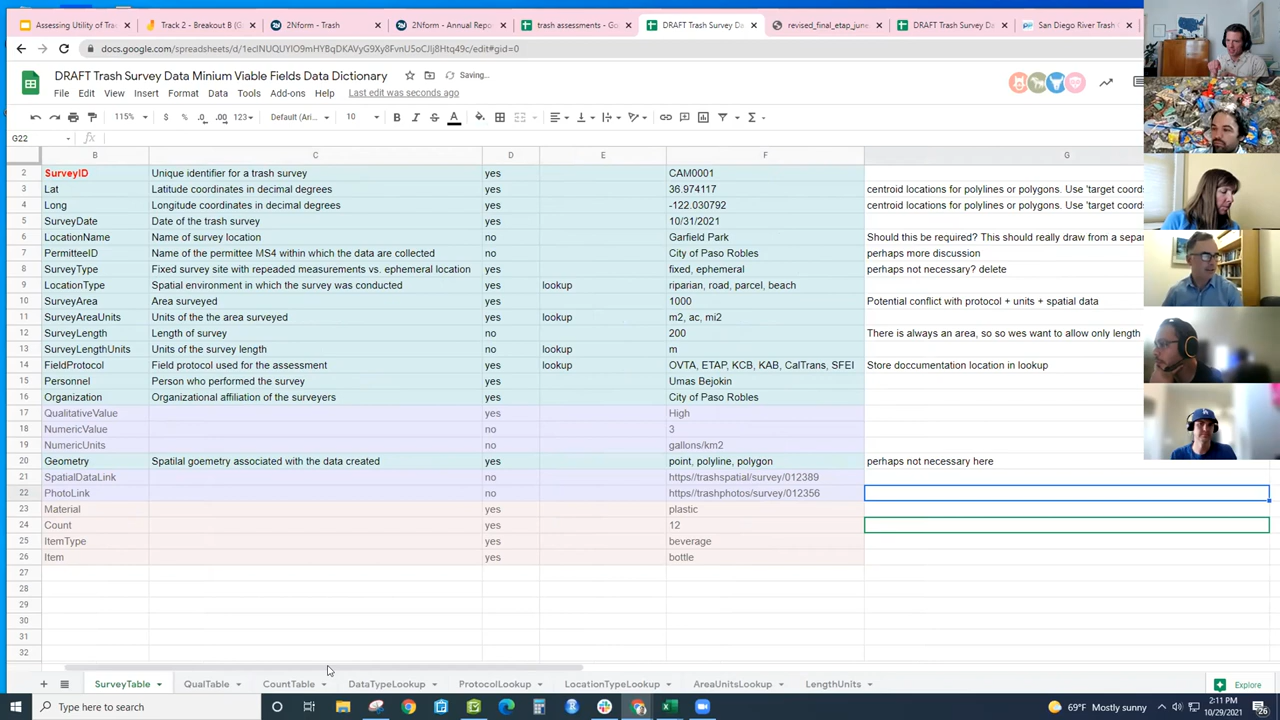 Assessing Utility of Trac
Track 2 - Breakout B (G
2Nform - Trash
2Nform - Annual Repo
trash assessments - Go
DRAFT Trash Survey Da
revised_final_etap_june
DRAFT Trash Survey Da
San Diego River Trash
DRAFT Trash Survey Data Minium Viable Fields Data Dictionary
Saving...
File Edit View Insert Format Data Tools Add-ons Help Last edit was seconds ago
115% $ % .0 .00 123 Default (Ari... 10
G22 fx
B C D E F G
2 SurveyID Unique identifier for a trash survey yes CAM0001
3 Lat Latitude coordinates in decimal degrees yes 36.974117 centroid locations for polylines or polygons. Use 'target coords
4 Long Longitude coordinates in decimal degrees yes -122.030792 centroid locations for polylines or polygons. Use 'target coords
5 SurveyDate Date of the trash survey yes 10/31/2021
6 LocationName Name of survey location no Garfield Park Should this be required? This should really draw from a sepa
7 PermitteeID Name of the permittee MS4 within which the data are collected no City of Paso Robles perhaps more discussion
8 SurveyType Fixed survey site with repeaded measurements vs. ephemeral location yes fixed, ephemeral perhaps not necessary? delete
9 LocationType Spatial environment in which the survey was conducted yes lookup riparian, road, parcel, beach
10 SurveyArea Area surveyed yes 1000 Potential conflict with protocol + units + spatial data
11 SurveyAreaUnits Units of the the area surveyed yes lookup m2, ac, mi2
12 SurveyLength Length of survey no 200 There is always an area, so so wes want to allow only length
13 SurveyLengthUnits Units of the survey length no lookup m
14 FieldProtocol Field protocol used for the assessment yes lookup OVTA, ETAP, KCB, KAB, CalTrans, SFEI Store doccumentation location in lookup
15 Personnel Person who performed the survey yes Umas Bejokin
16 Organization Organizational affiliation of the surveyers yes City of Paso Robles
17 QualitativeValue yes High
18 NumericValue no 3
19 NumericUnits no gallons/km2
20 Geometry Spatilal goemetry associated with the data created yes point, polyline, polygon perhaps not necessary here
21 SpatialDataLink no https//trashspatial/survey/012389
22 PhotoLink no https//trashphotos/survey/012356
23 Material yes plastic
24 Count yes 12
25 ItemType yes beverage
26 Item yes bottle
27
28
29
30
31
32
SurveyTable QualTable CountTable DataTypeLookup ProtocolLookup LocationTypeLookup AreaUnitsLookup LengthUnits Explore
Type here to search
69°F Mostly sunny
2:11 PM
10/29/2021
26